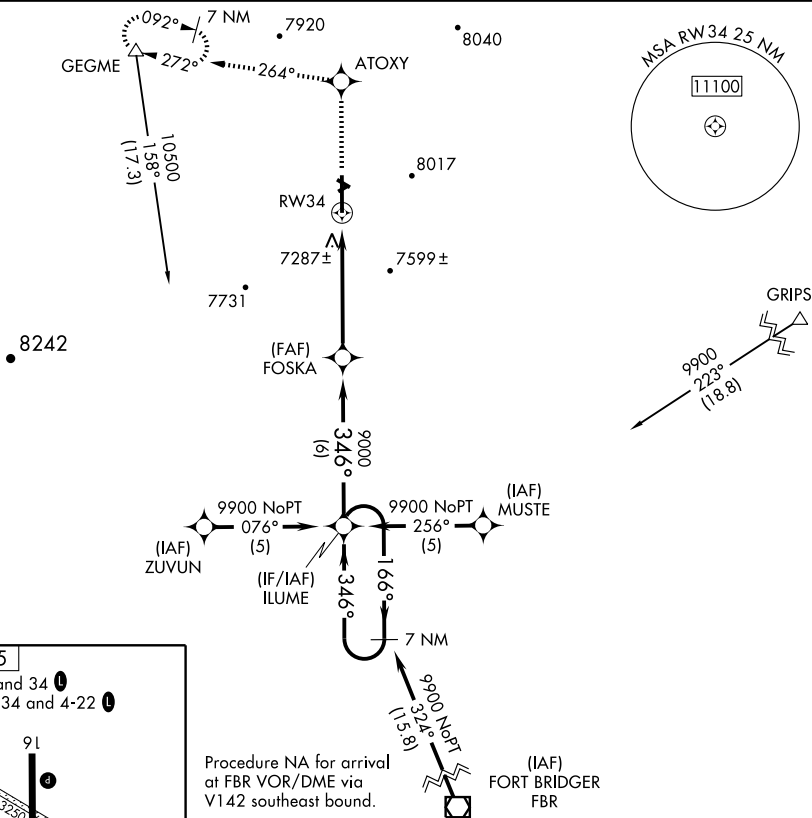 092°
7 NM
7920
8040
GEGME
272°
264°
ATOXY
MSA RW34 25 NM
11100
10500
158°
(17.3)
8017
RW34
7287±
7599±
7731
8242
GRIPS
9900
223°
(18.8)
(FAF)
FOSKA
9000
346°
(6)
9900 NoPT
076°
(5)
9900 NoPT
256°
(5)
(IAF)
MUSTE
(IAF)
ZUVUN
(IF/IAF)
ILUME
346°
166°
7 NM
9900 NoPT
324°
(15.8)
(IAF)
FORT BRIDGER
FBR
Procedure NA for arrival
at FBR VOR/DME via
V142 southeast bound.
5
and 34 L
34 and 4-22 L
16
P
3250